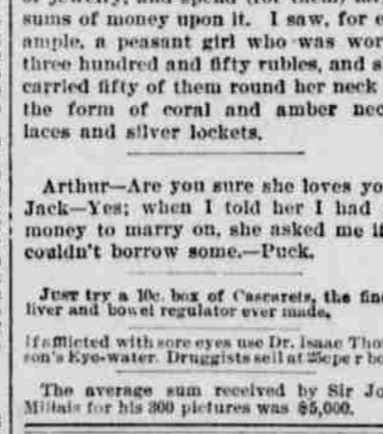 sums of money upon it. I saw, for e
ample, a peasant girl who was wor
three hundred and fifty rubles, and s
carried fifty of them round her neck
the form of coral and amber nec
laces and silver lockets.
Arthur—Are you sure she loves yo
Jack—Yes; when I told her I had
money to marry on, she asked me if
couldn't borrow some.—Puck.
Just try a 10c. box of Cascarets, the fin
liver and bowel regulator ever made.
If afflicted with sore eyes use Dr. Isaac Tho
son's Eye-water. Druggists sell at 25c per bo
The average sum received by Sir Jo
Millais for his 300 pictures was $5,000.